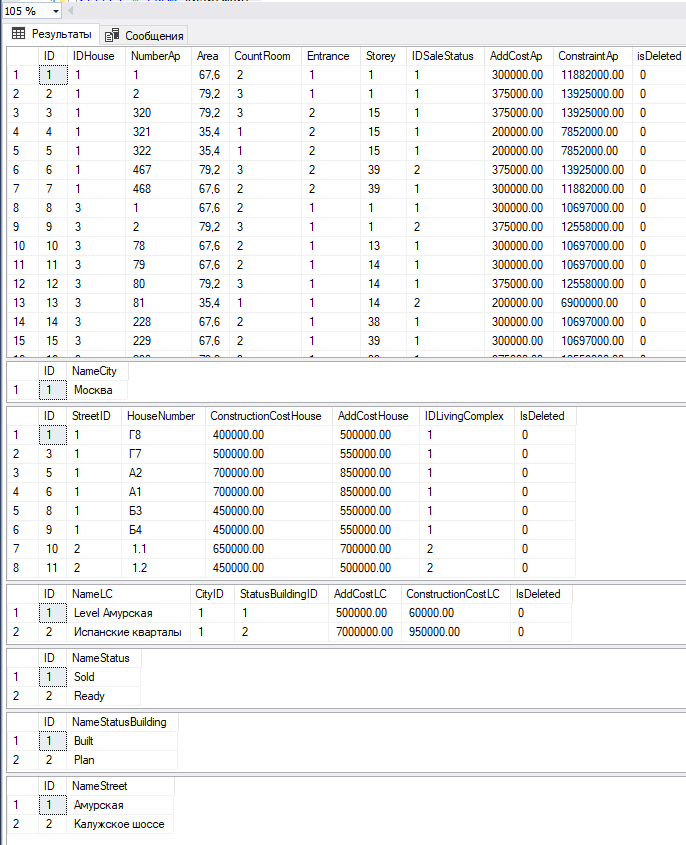 105 %
Результаты Сообщения
ID IDHouse NumberAp Area CountRoom Entrance Storey IDSaleStatus AddCostAp ConstraintAp isDeleted
1 1 1 1 67,6 2 1 1 1 300000.00 11882000.00 0
2 2 1 2 79,2 3 1 1 1 375000.00 13925000.00 0
3 3 1 320 79,2 3 2 15 1 375000.00 13925000.00 0
4 4 1 321 35,4 1 2 15 1 200000.00 7852000.00 0
5 5 1 322 35,4 1 2 15 1 200000.00 7852000.00 0
6 6 1 467 79,2 3 2 39 2 375000.00 13925000.00 0
7 7 1 468 67,6 2 2 39 1 300000.00 11882000.00 0
8 8 3 1 67,6 2 1 1 1 300000.00 10697000.00 0
9 9 3 2 79,2 3 1 1 2 375000.00 12558000.00 0
10 10 3 78 67,6 2 1 13 1 300000.00 10697000.00 0
11 11 3 79 67,6 2 1 14 1 300000.00 10697000.00 0
12 12 3 80 79,2 3 1 14 1 375000.00 12558000.00 0
13 13 3 81 35,4 1 1 14 2 200000.00 6900000.00 0
14 14 3 228 67,6 2 1 38 1 300000.00 10697000.00 0
15 15 3 229 67,6 2 1 39 1 300000.00 10697000.00 0
ID NameCity
1 1 Москва
ID StreetID HouseNumber ConstructionCostHouse AddCostHouse IDLivingComplex IsDeleted
1 1 1 Г8 400000.00 500000.00 1 0
2 3 1 Г7 500000.00 550000.00 1 0
3 5 1 А2 700000.00 850000.00 1 0
4 6 1 А1 700000.00 850000.00 1 0
5 8 1 Б3 450000.00 550000.00 1 0
6 9 1 Б4 450000.00 550000.00 1 0
7 10 2 1.1 650000.00 700000.00 2 0
8 11 2 1.2 450000.00 500000.00 2 0
ID NameLC CityID StatusBuildingID AddCostLC ConstructionCostLC IsDeleted
1 1 Level Амурская 1 1 500000.00 60000.00 0
2 2 Испанские кварталы 1 2 7000000.00 950000.00 0
ID NameStatus
1 1 Sold
2 2 Ready
ID NameStatusBuilding
1 1 Built
2 2 Plan
ID NameStreet
1 1 Амурская
2 2 Калужское шоссе